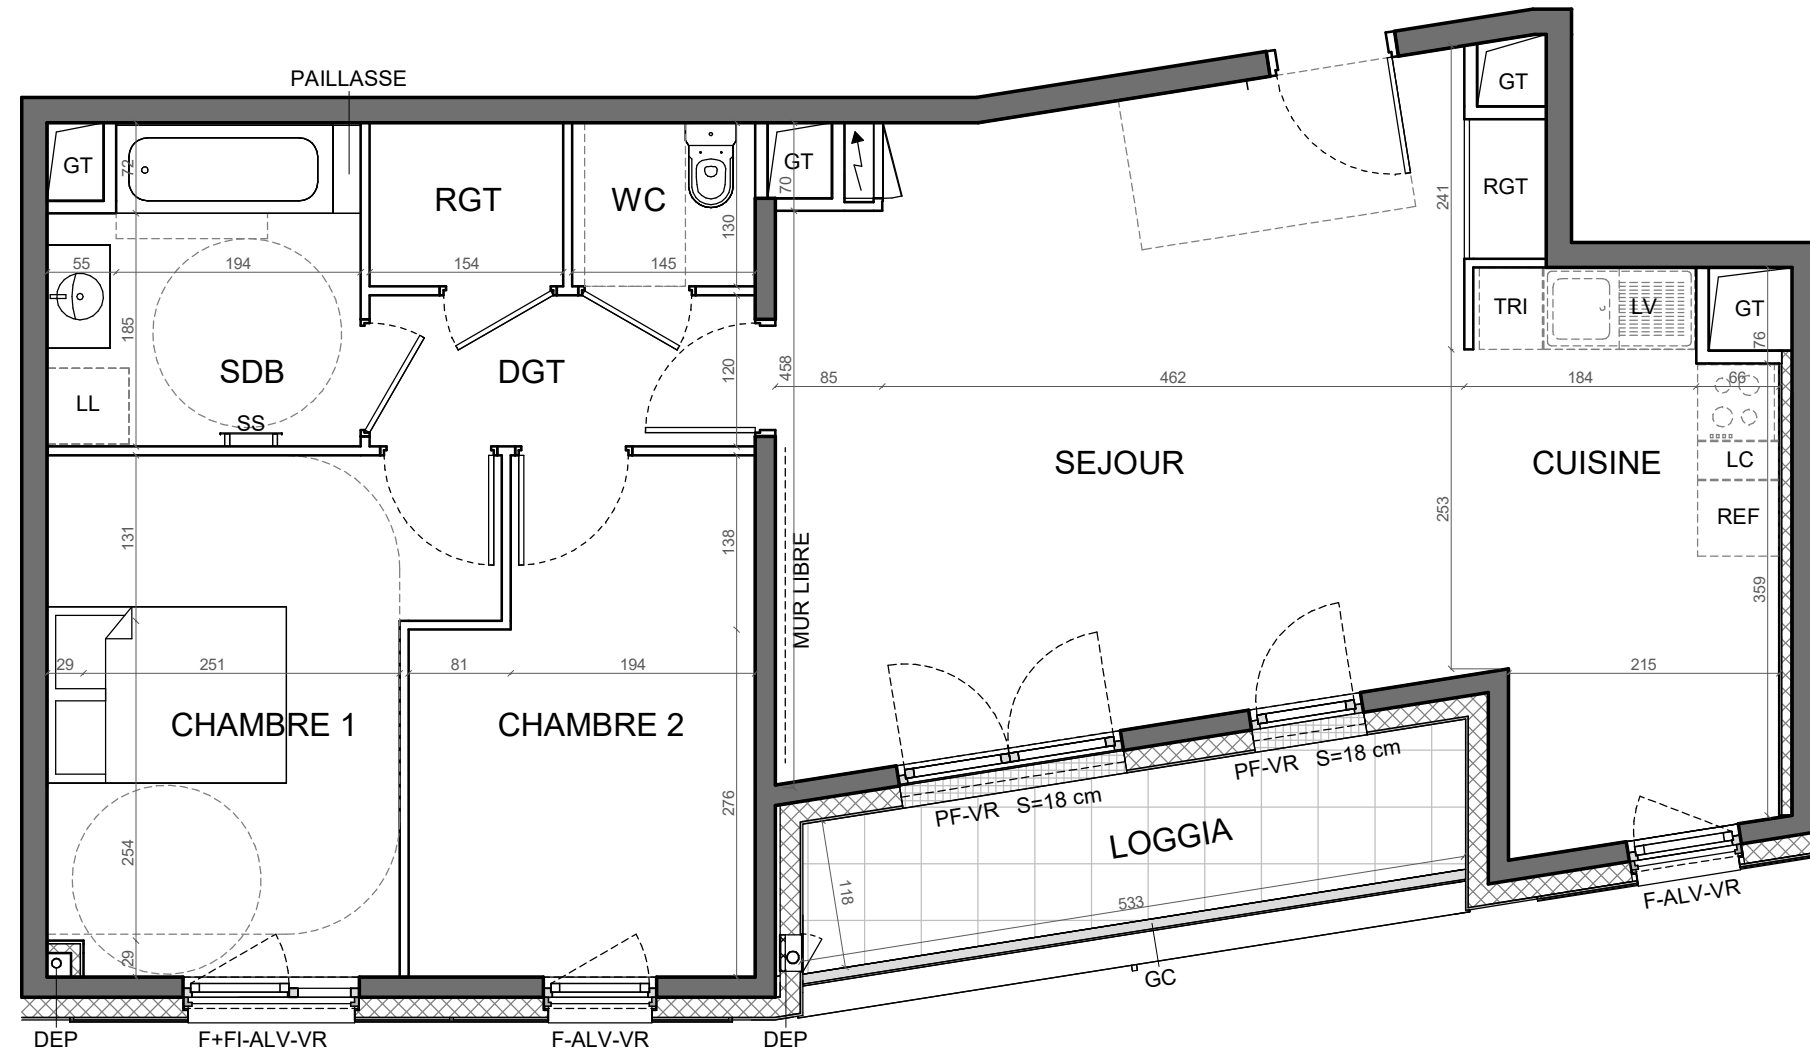 PAILLASSE
GT
GT
72
RGT
WC
GT
70
130
241
RGT
55
194
154
145
185
SDB
DGT
120
458
TRI
LV
GT
76
85
462
184
66
LL
SS
SEJOUR
CUISINE
LC
REF
131
138
253
MUR LIBRE
359
29
251
81
194
215
CHAMBRE 1
CHAMBRE 2
PF-VR S=18 cm
PF-VR S=18 cm
276
LOGGIA
254
118
533
F-ALV-VR
29
GC
DEP
F+FI-ALV-VR
F-ALV-VR
DEP